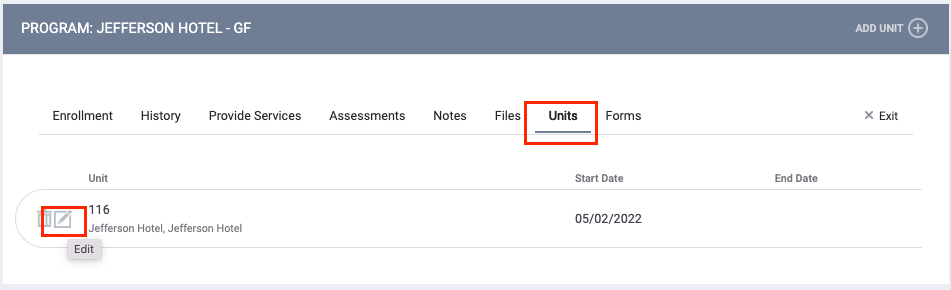 PROGRAM: JEFFERSON HOTEL - GF
ADD UNIT
Enrollment History Provide Services Assessments Notes Files Units Forms Exit
Unit Start Date End Date
116
05/02/2022
Jefferson Hotel, Jefferson Hotel
Edit